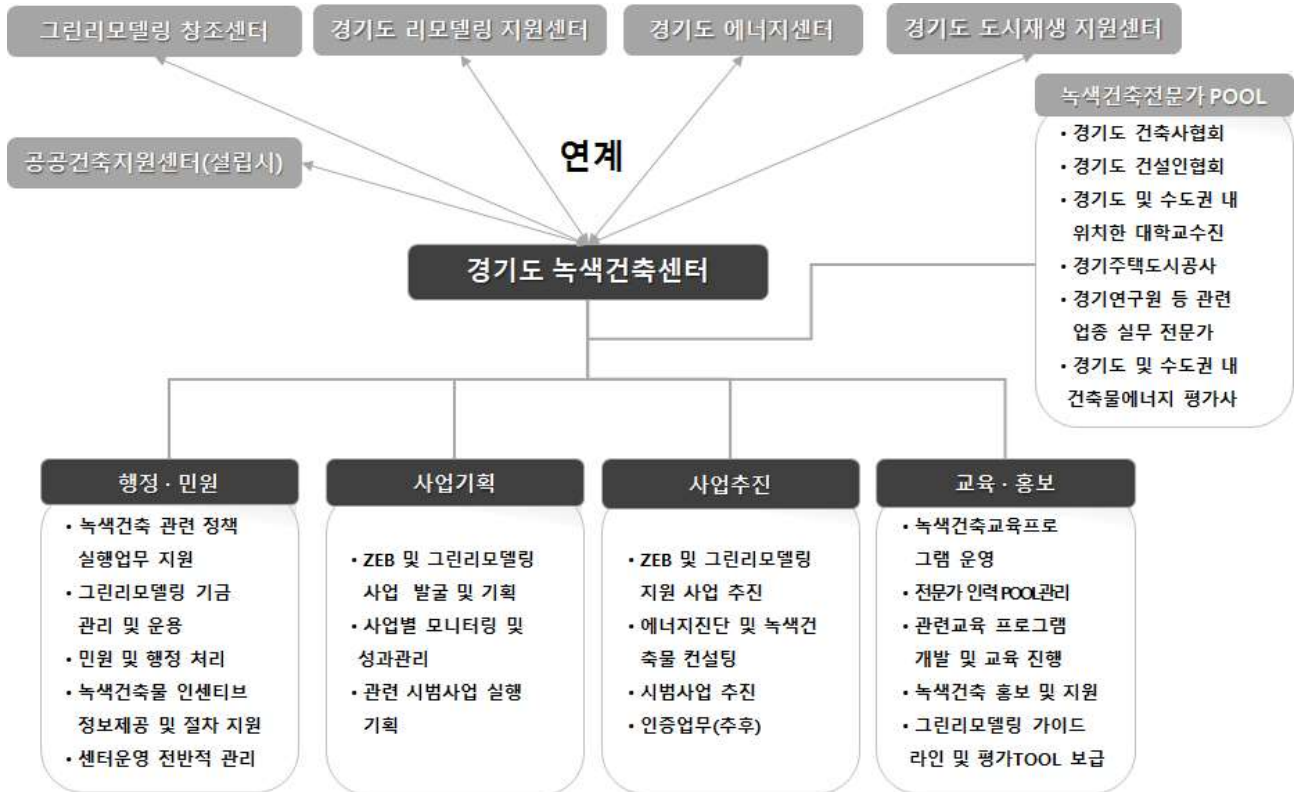 그린리모델링 창조센터
경기도 리모델링 지원센터
경기도 에너지센터
경기도 도시재생 지원센터
공공건축지원센터(설립시)
연계
녹색건축전문가 POOL
• 경기도 건축사협회
• 경기도 건설인협회
• 경기도 및 수도권 내
위치한 대학교수진
• 경기주택도시공사
• 경기연구원 등 관련
업종 실무 전문가
• 경기도 및 수도권 내
건축물에너지 평가사
경기도 녹색건축센터
행정 · 민원
• 녹색건축 관련 정책
실행업무 지원
• 그린리모델링 기금
관리 및 운용
• 민원 및 행정 처리
• 녹색건축물 인센티브
정보제공 및 절차 지원
• 센터운영 전반적 관리
사업기획
• ZEB 및 그린리모델링
사업 발굴 및 기획
• 사업별 모니터링 및
성과관리
• 관련 시범사업 실행
기획
사업추진
• ZEB 및 그린리모델링
지원 사업 추진
• 에너지진단 및 녹색건
축물 컨설팅
• 시범사업 추진
• 인증업무(추후)
교육 · 홍보
• 녹색건축교육프로
그램 운영
• 전문가 인력 POOL관리
• 관련교육 프로그램
개발 및 교육 진행
• 녹색건축 홍보 및 지원
• 그린리모델링 가이드
라인 및 평가TOOL 보급